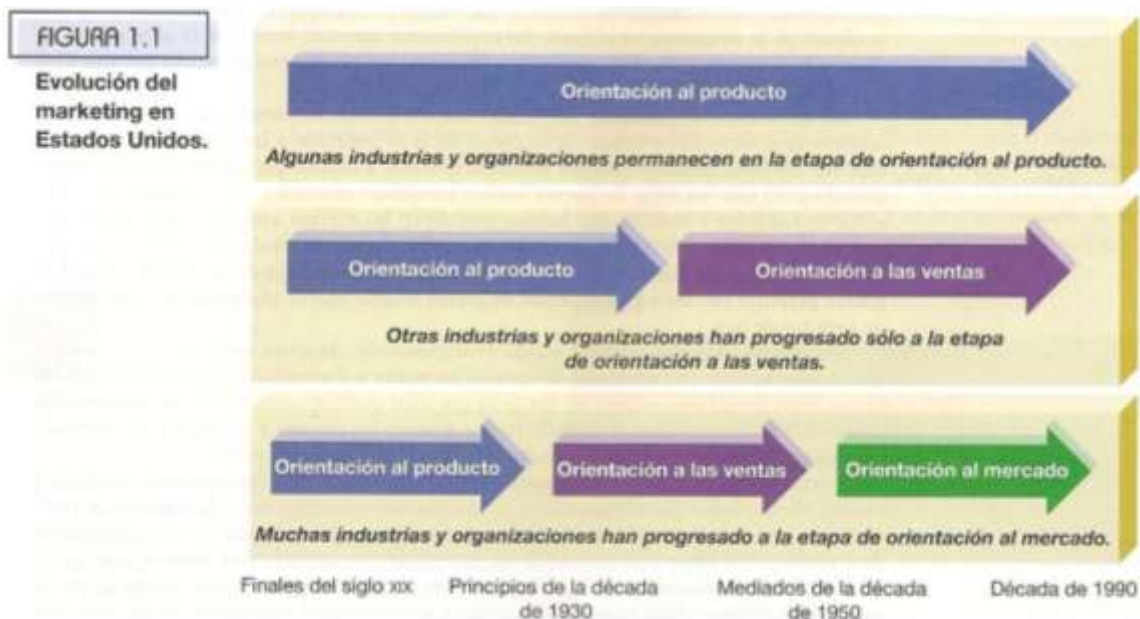 FIGURA 1.1
Evolución del
marketing en
Estados Unidos.
Orientación al producto
Algunas industrias y organizaciones permanecen en la etapa de orientación al producto.
Orientación al producto
Orientación a las ventas
Otras industrias y organizaciones han progresado sólo a la etapa
de orientación a las ventas.
Orientación al producto
Orientación a las ventas
Orientación al mercado
Muchas industrias y organizaciones han progresado a la etapa de orientación al mercado.
Finales del siglo XIX
Principios de la década
de 1930
Mediados de la década
de 1950
Década de 1990